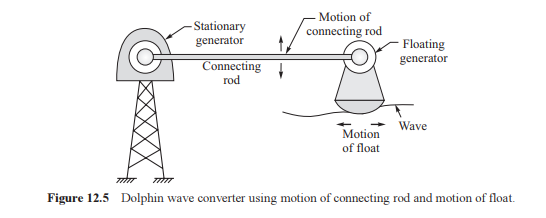 Stationary
generator
Motion of
connecting rod
Floating
generator
Connecting
rod
Wave
Motion
of float
Figure 12.5 Dolphin wave converter using motion of connecting rod and motion of float.